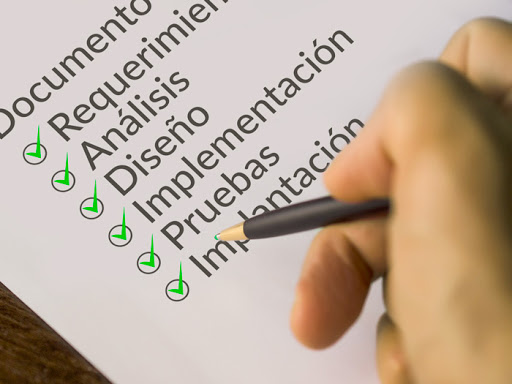 Documento
Requerimien
Análisis
Diseño
Implementación
Pruebas
Implantación